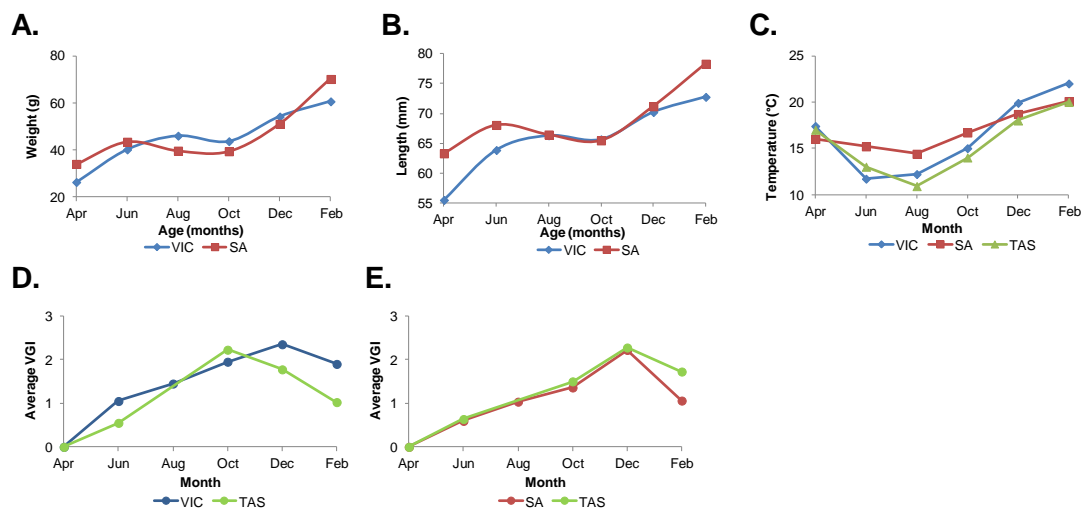 A.
Weight (g)
80
60
40
20
Apr Jun Aug Oct Dec Feb
Age (months)
VIC SA
B.
Length (mm)
80
75
70
65
60
55
Apr Jun Aug Oct Dec Feb
Age (months)
VIC SA
C.
Temperature (°C)
25
20
15
10
Apr Jun Aug Oct Dec Feb
Month
VIC SA TAS
D.
Average VGI
3
2
1
0
Apr Jun Aug Oct Dec Feb
Month
VIC TAS
E.
Average VGI
3
2
1
0
Apr Jun Aug Oct Dec Feb
Month
SA TAS